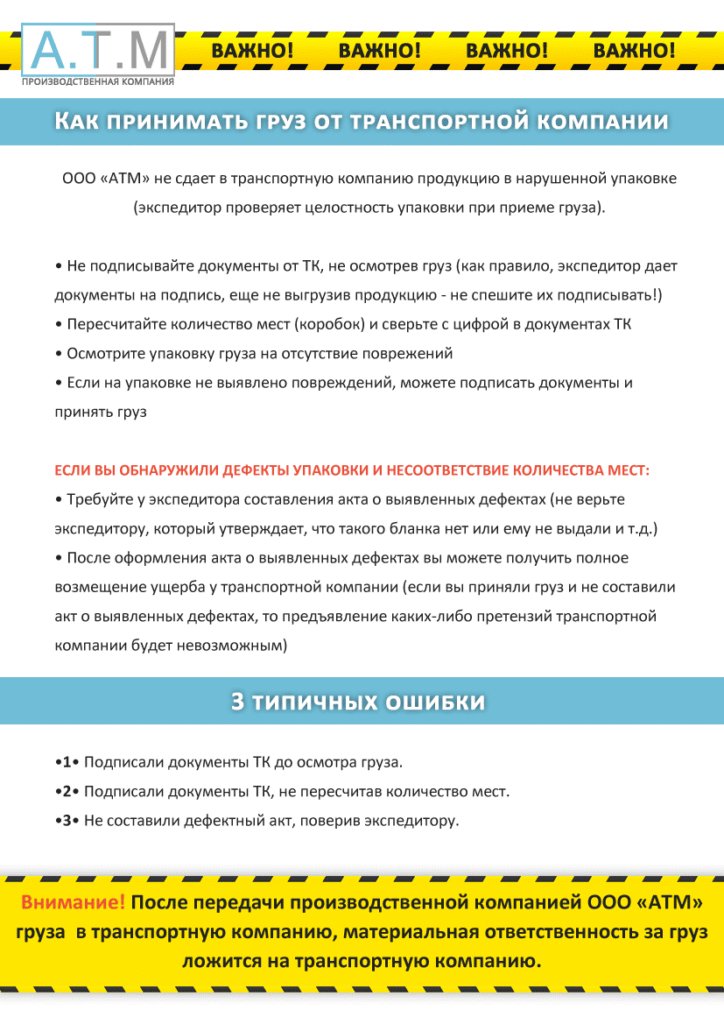 А.Т.М
ПРОИЗВОДСТВЕННАЯ КОМПАНИЯ
ВАЖНО! ВАЖНО! ВАЖНО! ВАЖНО!
Как принимать груз от транспортной компании
ООО «АТМ» не сдает в транспортную компанию продукцию в нарушенной упаковке
(экспедитор проверяет целостность упаковки при приеме груза).
• Не подписывайте документы от ТК, не осмотрев груз (как правило, экспедитор дает
документы на подпись, еще не выгрузив продукцию - не спешите их подписывать!)
• Пересчитайте количество мест (коробок) и сверьте с цифрой в документах ТК
• Осмотрите упаковку груза на отсутствие поврежений
• Если на упаковке не выявлено повреждений, можете подписать документы и
принять груз
ЕСЛИ ВЫ ОБНАРУЖИЛИ ДЕФЕКТЫ УПАКОВКИ И НЕСООТВЕТСТВИЕ КОЛИЧЕСТВА МЕСТ:
• Требуйте у экспедитора составления акта о выявленных дефектах (не верьте
экспедитору, который утверждает, что такого бланка нет или ему не выдали и т.д.)
• После оформления акта о выявленных дефектах вы можете получить полное
возмещение ущерба у транспортной компании (если вы приняли груз и не составили
акт о выявленных дефектах, то предъявление каких-либо претензий транспортной
компании будет невозможным)
3 типичных ошибки
•1• Подписали документы ТК до осмотра груза.
•2• Подписали документы ТК, не пересчитав количество мест.
•3• Не составили дефектный акт, поверив экспедитору.
Внимание! После передачи производственной компанией ООО «АТМ»
груза в транспортную компанию, материальная ответственность за груз
ложится на транспортную компанию.